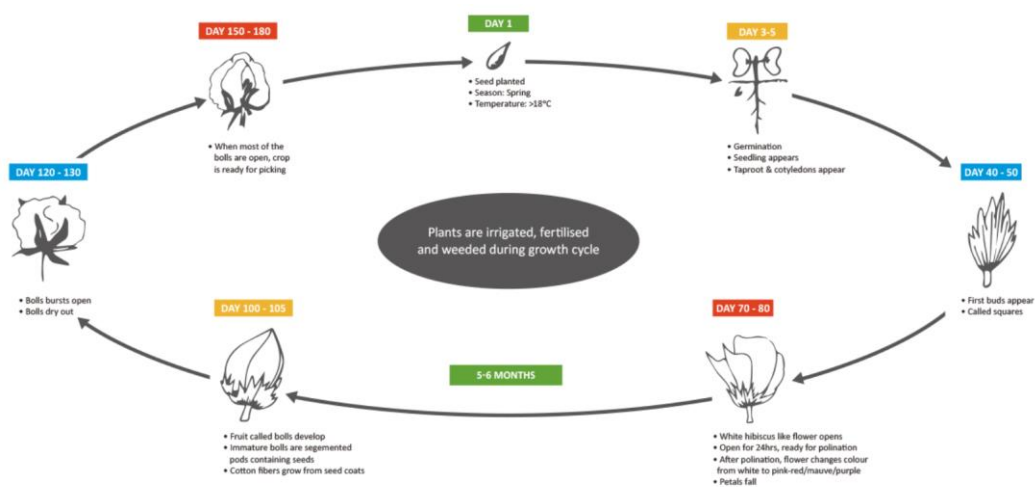 DAY 1
• Seed planted
• Season: Spring
• Temperature: >18°C
DAY 3-5
• Germination
• Seedling appears
• Taproot & cotyledons appear
DAY 40 - 50
• First buds appear
• Called squares
DAY 70 - 80
• White hibiscus like flower opens
• Open for 24hrs, ready for polination
• After polination, flower changes colour
from white to pink-red/mauve/purple
• Petals fall
5-6 MONTHS
DAY 100 - 105
• Fruit called bolls develop
• Immature bolls are segemented
pods containing seeds
• Cotton fibers grow from seed coats
DAY 120 - 130
• Bolls bursts open
• Bolls dry out
DAY 150 - 180
• When most of the
bolls are open, crop
is ready for picking
Plants are irrigated, fertilised
and weeded during growth cycle